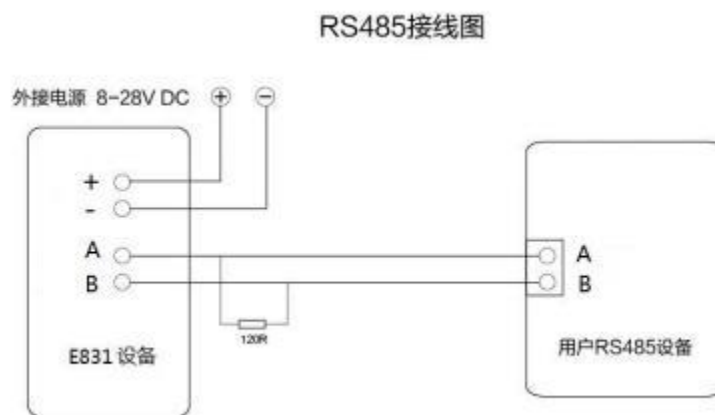 RS485接线图
外接电源 8-28V DC + -
+
-
A
B
A
B
120R
E831 设备
用户RS485设备